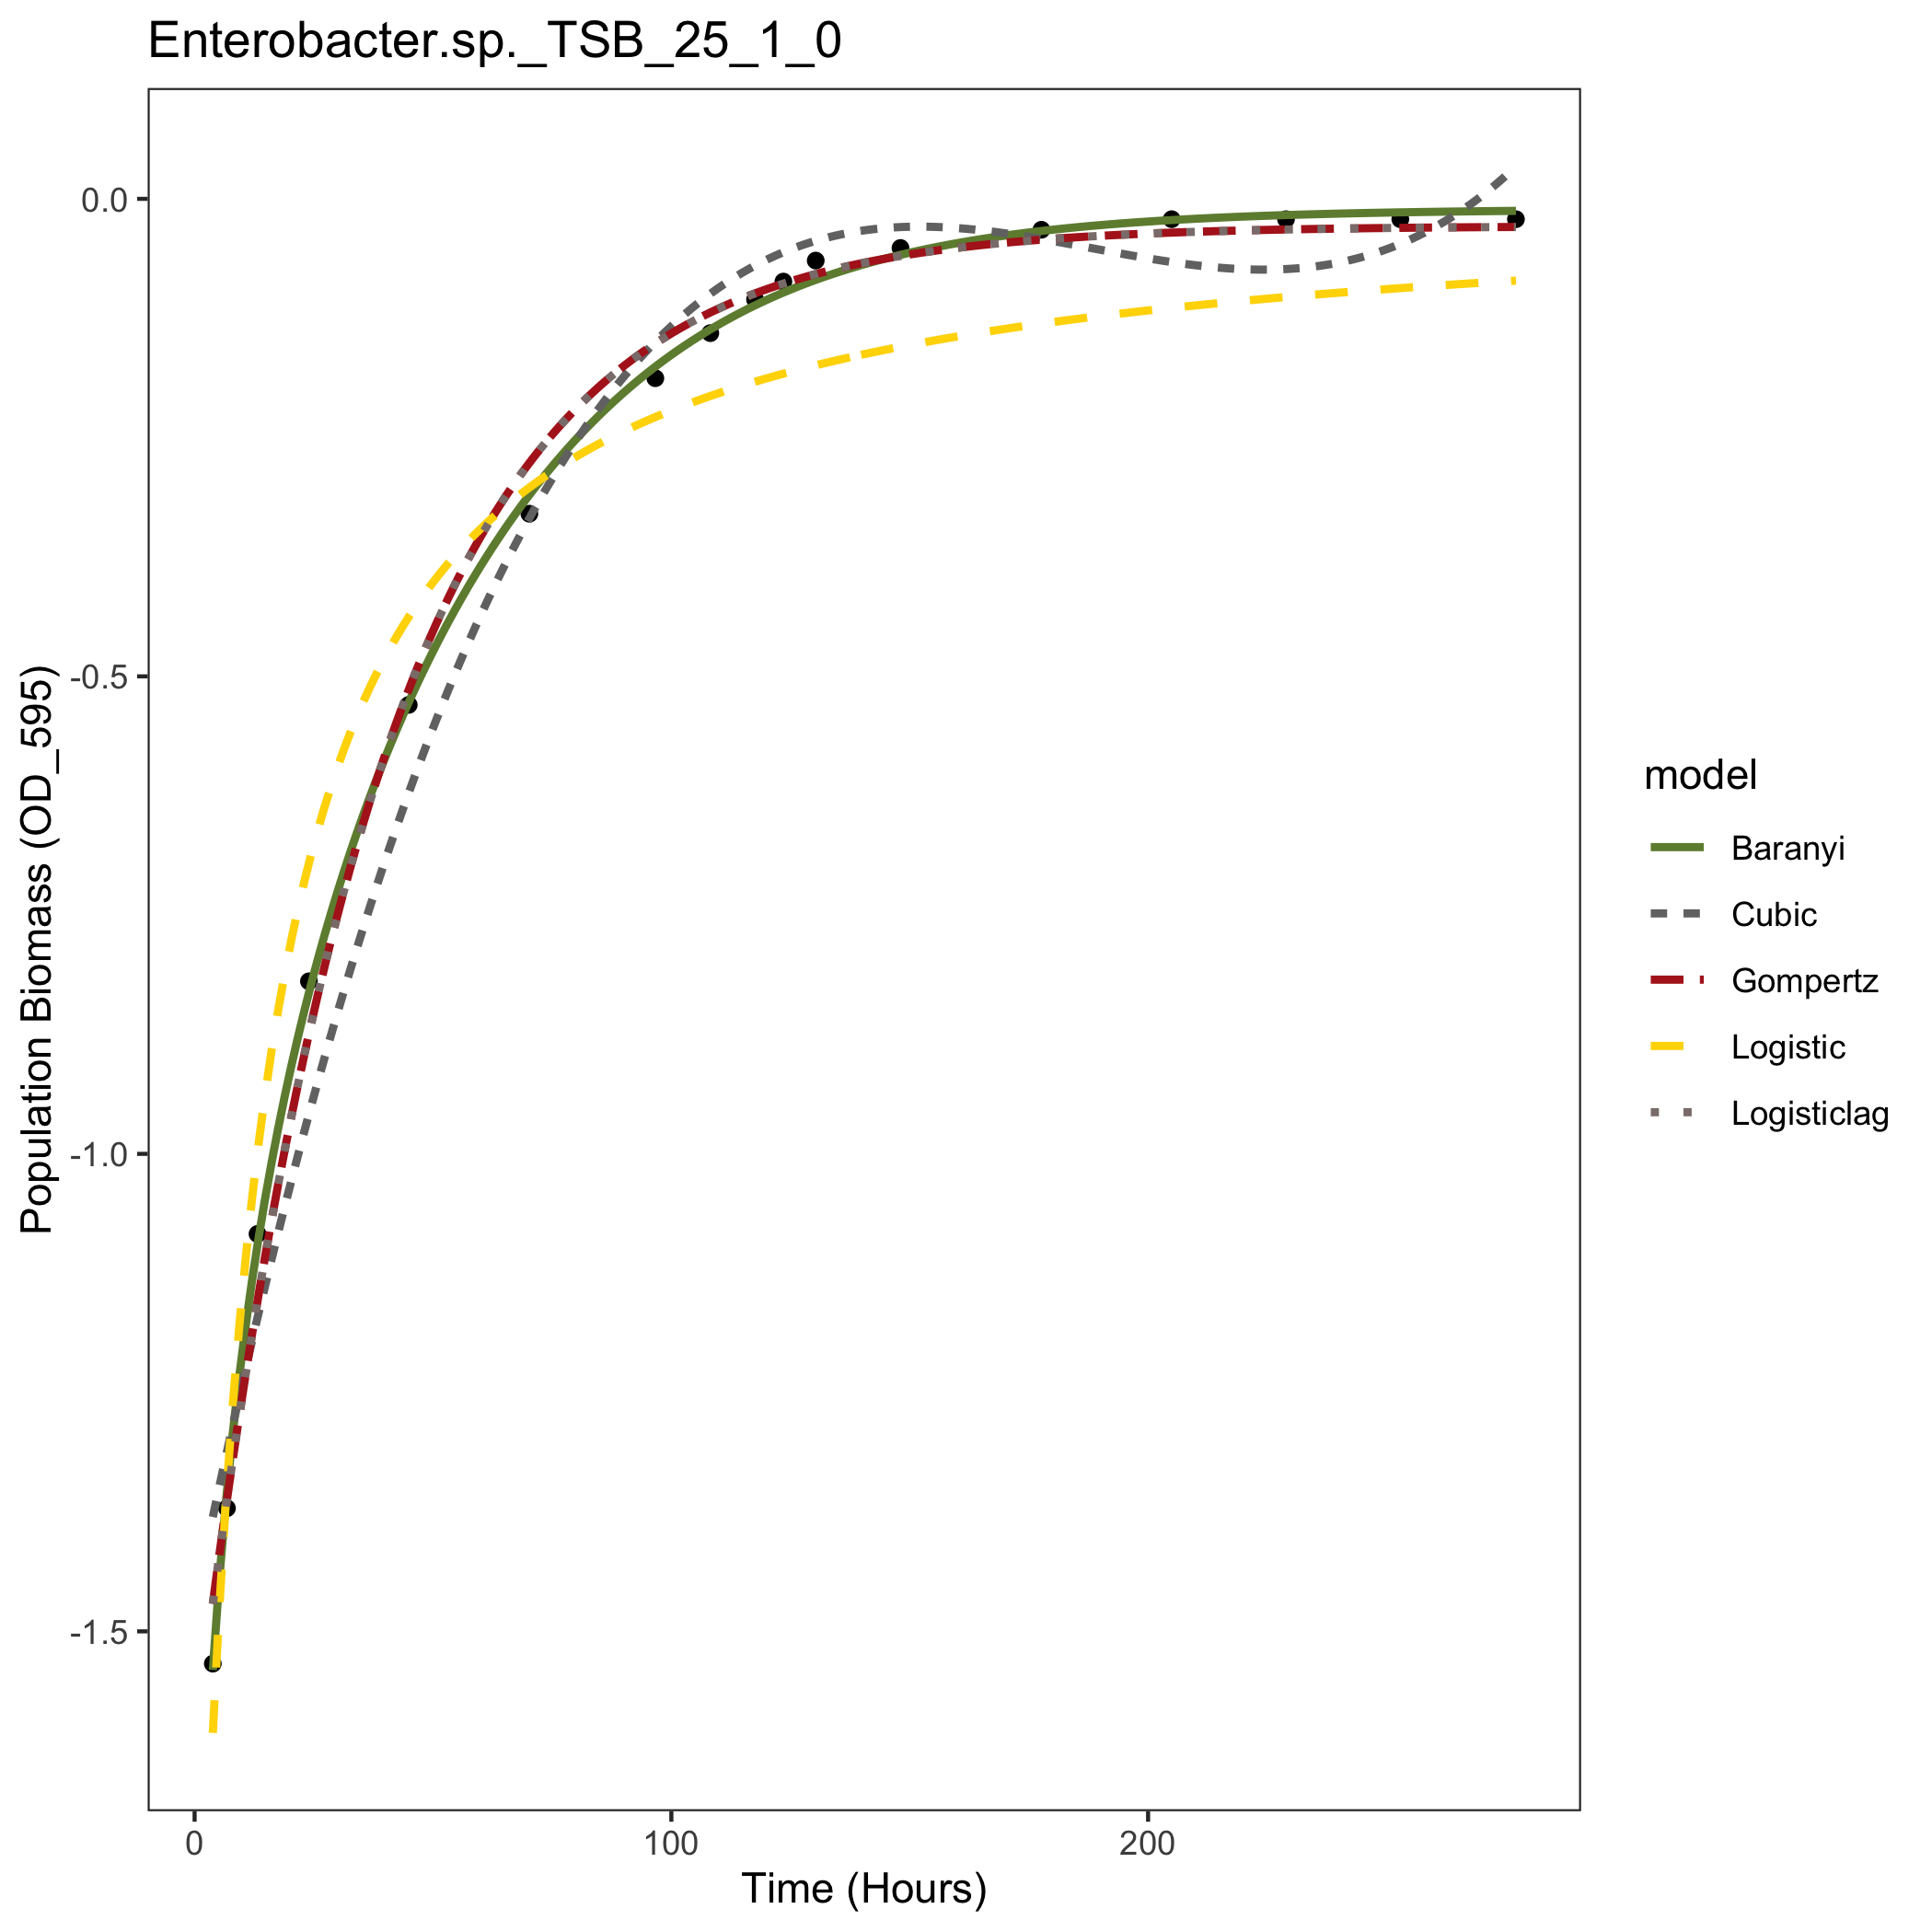 Enterobacter.sp._TSB_25_1_0
0.0
-0.5
-1.0
-1.5
Population Biomass (OD_595)
0
100
200
Time (Hours)
model
Baranyi
Cubic
Gompertz
Logistic
Logisticlag